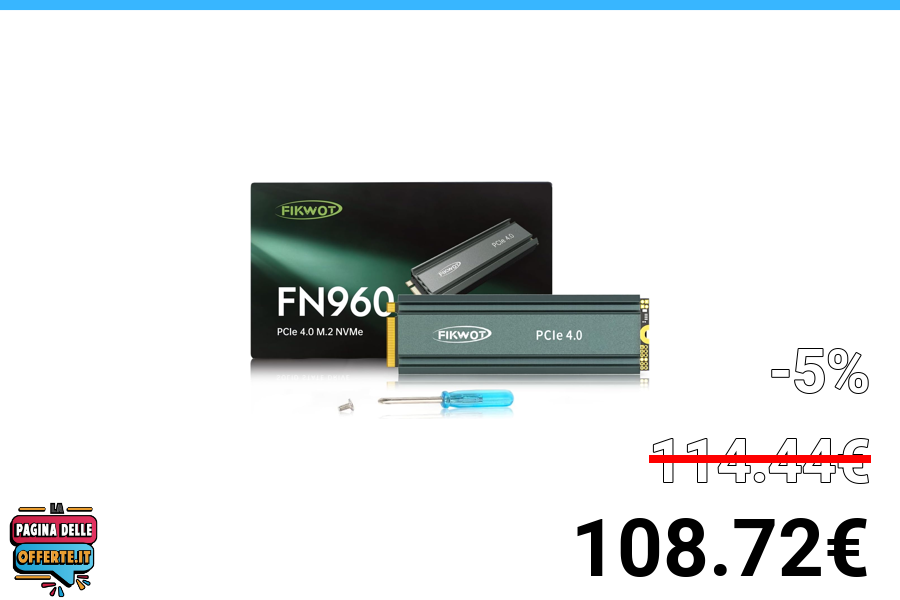 FIKWOT
PCIe 4.0
FIKWOT
FN960
PCIe 4.0 M.2 NVMe
FIKWOT
PCIe 4.0
-5%
114.44€
108.72€
LA
PAGINA DELLE
OFFERTE.IT